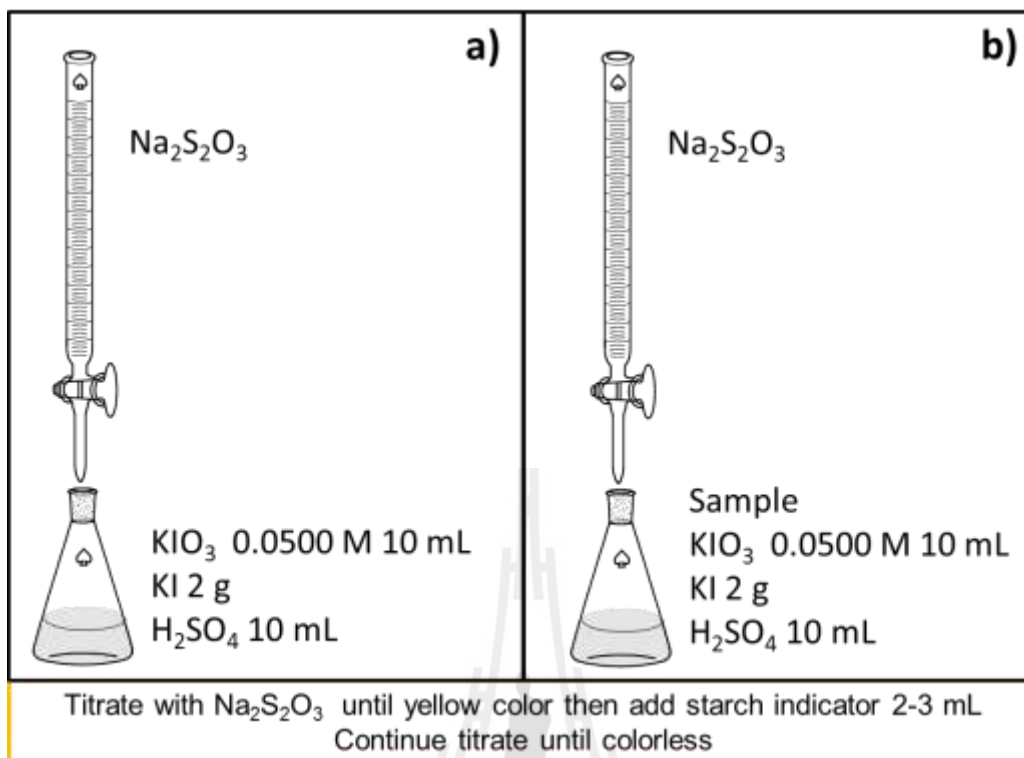 a)
Na₂S₂O₃
KIO₃ 0.0500 M 10 mL
KI 2 g
H₂SO₄ 10 mL
b)
Na₂S₂O₃
Sample
KIO₃ 0.0500 M 10 mL
KI 2 g
H₂SO₄ 10 mL
Titrate with Na₂S₂O₃ until yellow color then add starch indicator 2-3 mL
Continue titrate until colorless